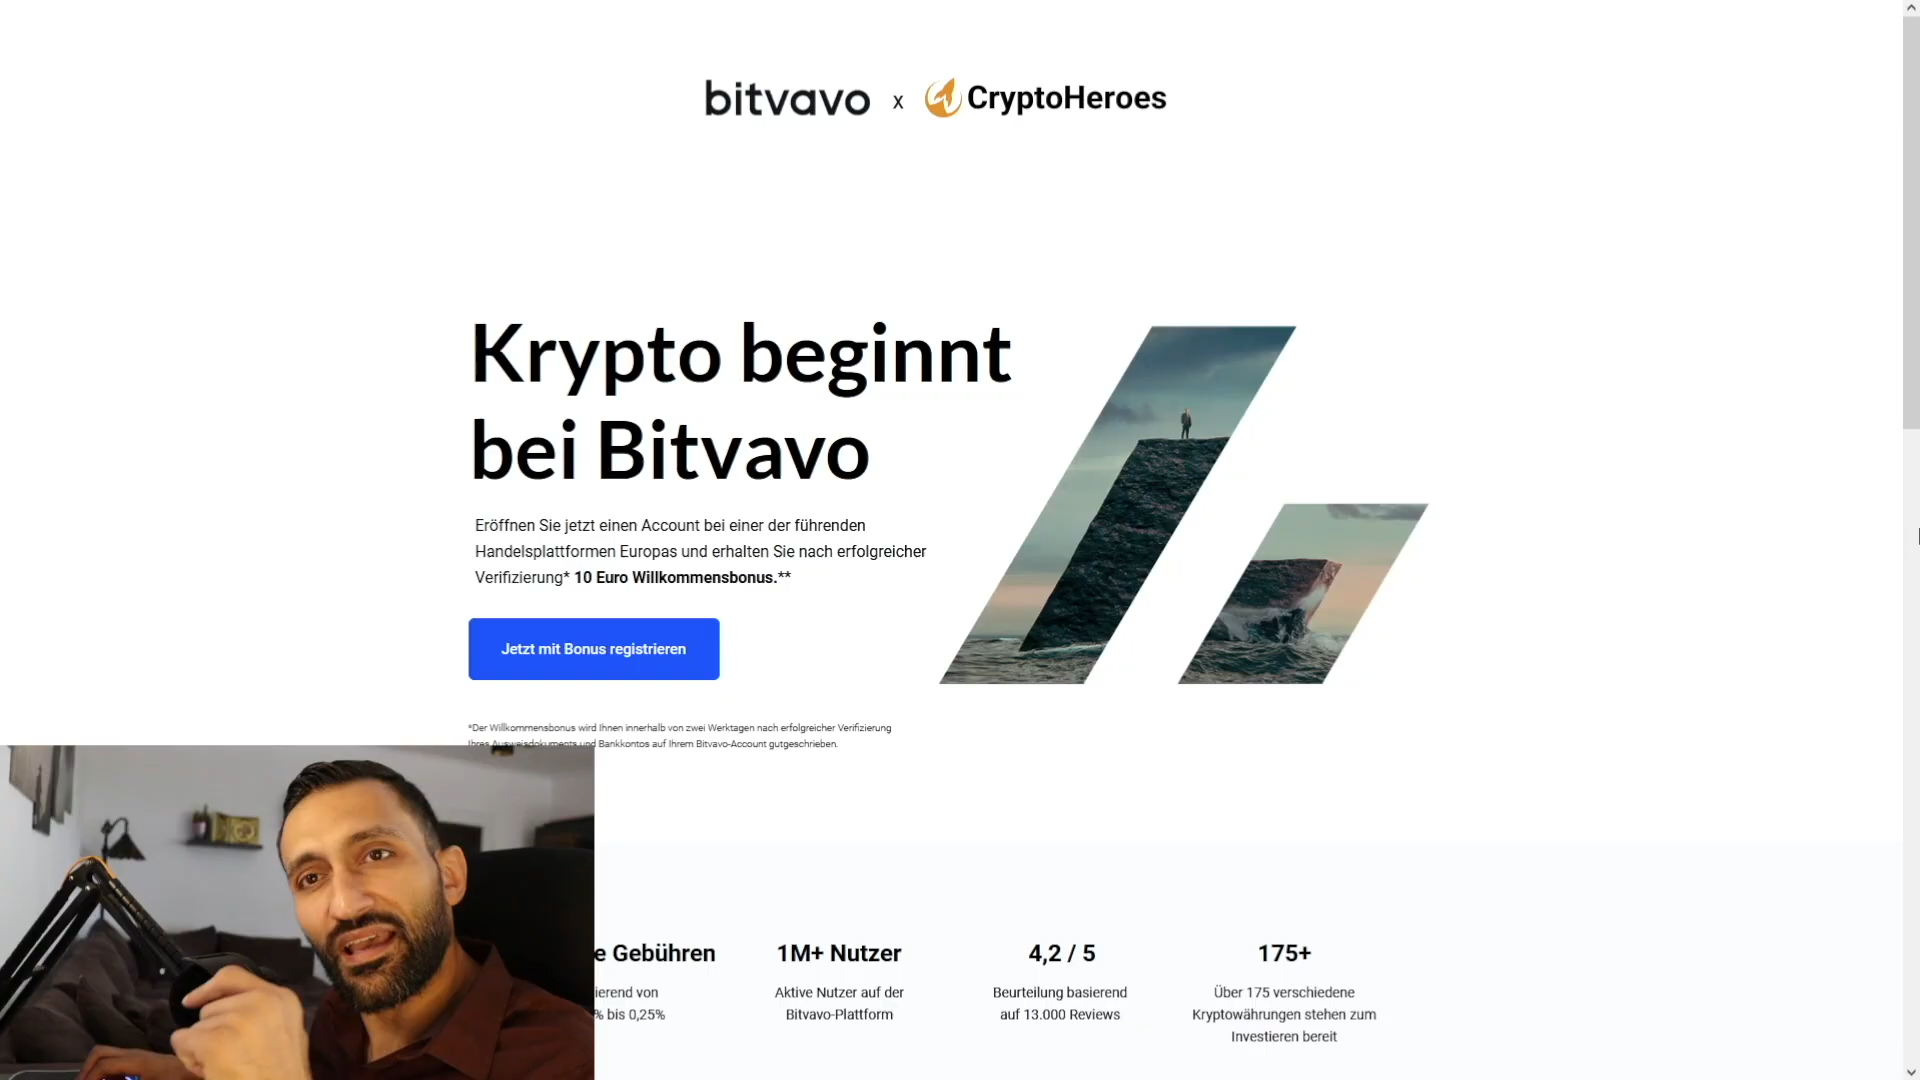 bitvavo x CryptoHeroes
Krypto beginnt
bei Bitvavo
Eröffnen Sie jetzt einen Account bei einer der führenden
Handelsplattformen Europas und erhalten Sie nach erfolgreicher
Verifizierung* 10 Euro Willkommensbonus.**
Jetzt mit Bonus registrieren
*Der Willkommensbonus wird Ihnen innerhalb von zwei Werktagen nach erfolgreicher Verifizierung
Ihres Ausweisdokuments und Bankkontos auf Ihrem Bitvavo-Account gutgeschrieben.
e Gebühren
ierend von
% bis 0,25%
1M+ Nutzer
Aktive Nutzer auf der
Bitvavo-Plattform
4,2 / 5
Beurteilung basierend
auf 13.000 Reviews
175+
Über 175 verschiedene
Kryptowährungen stehen zum
Investieren bereit